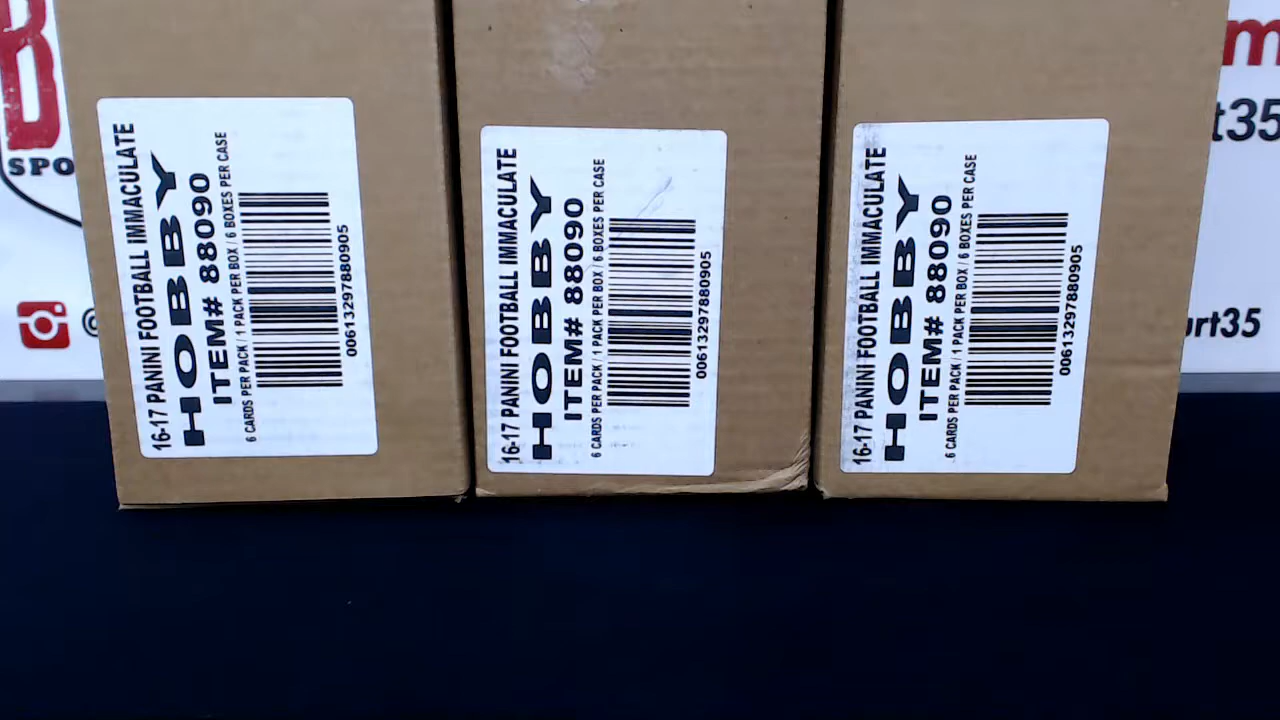 16-17 PANINI FOOTBALL IMMACULATE
HOBBY
ITEM# 88090
6 CARDS PER PACK / 1 PACK PER BOX / 6 BOXES PER CASE
00613297880905
16-17 PANINI FOOTBALL IMMACULATE
HOBBY
ITEM# 88090
6 CARDS PER PACK / 1 PACK PER BOX / 6 BOXES PER CASE
00613297880905
16-17 PANINI FOOTBALL IMMACULATE
HOBBY
ITEM# 88090
6 CARDS PER PACK / 1 PACK PER BOX / 6 BOXES PER CASE
00613297880905
B
SPO
@
m
t35
urt35